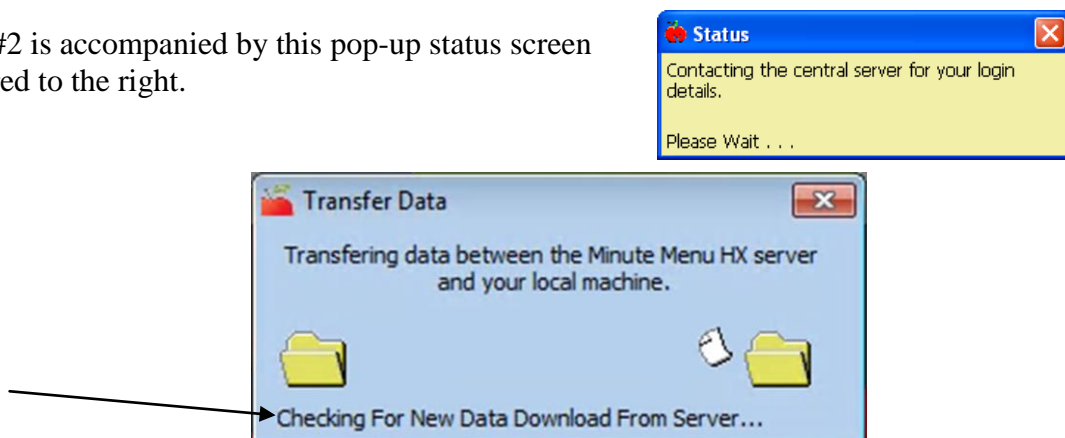 #2 is accompanied by this pop-up status screen
to the right.
Status
Contacting the central server for your login
details.
Please Wait . . .
Transfer Data
Transfering data between the Minute Menu HX server
and your local machine.
Checking For New Data Download From Server...